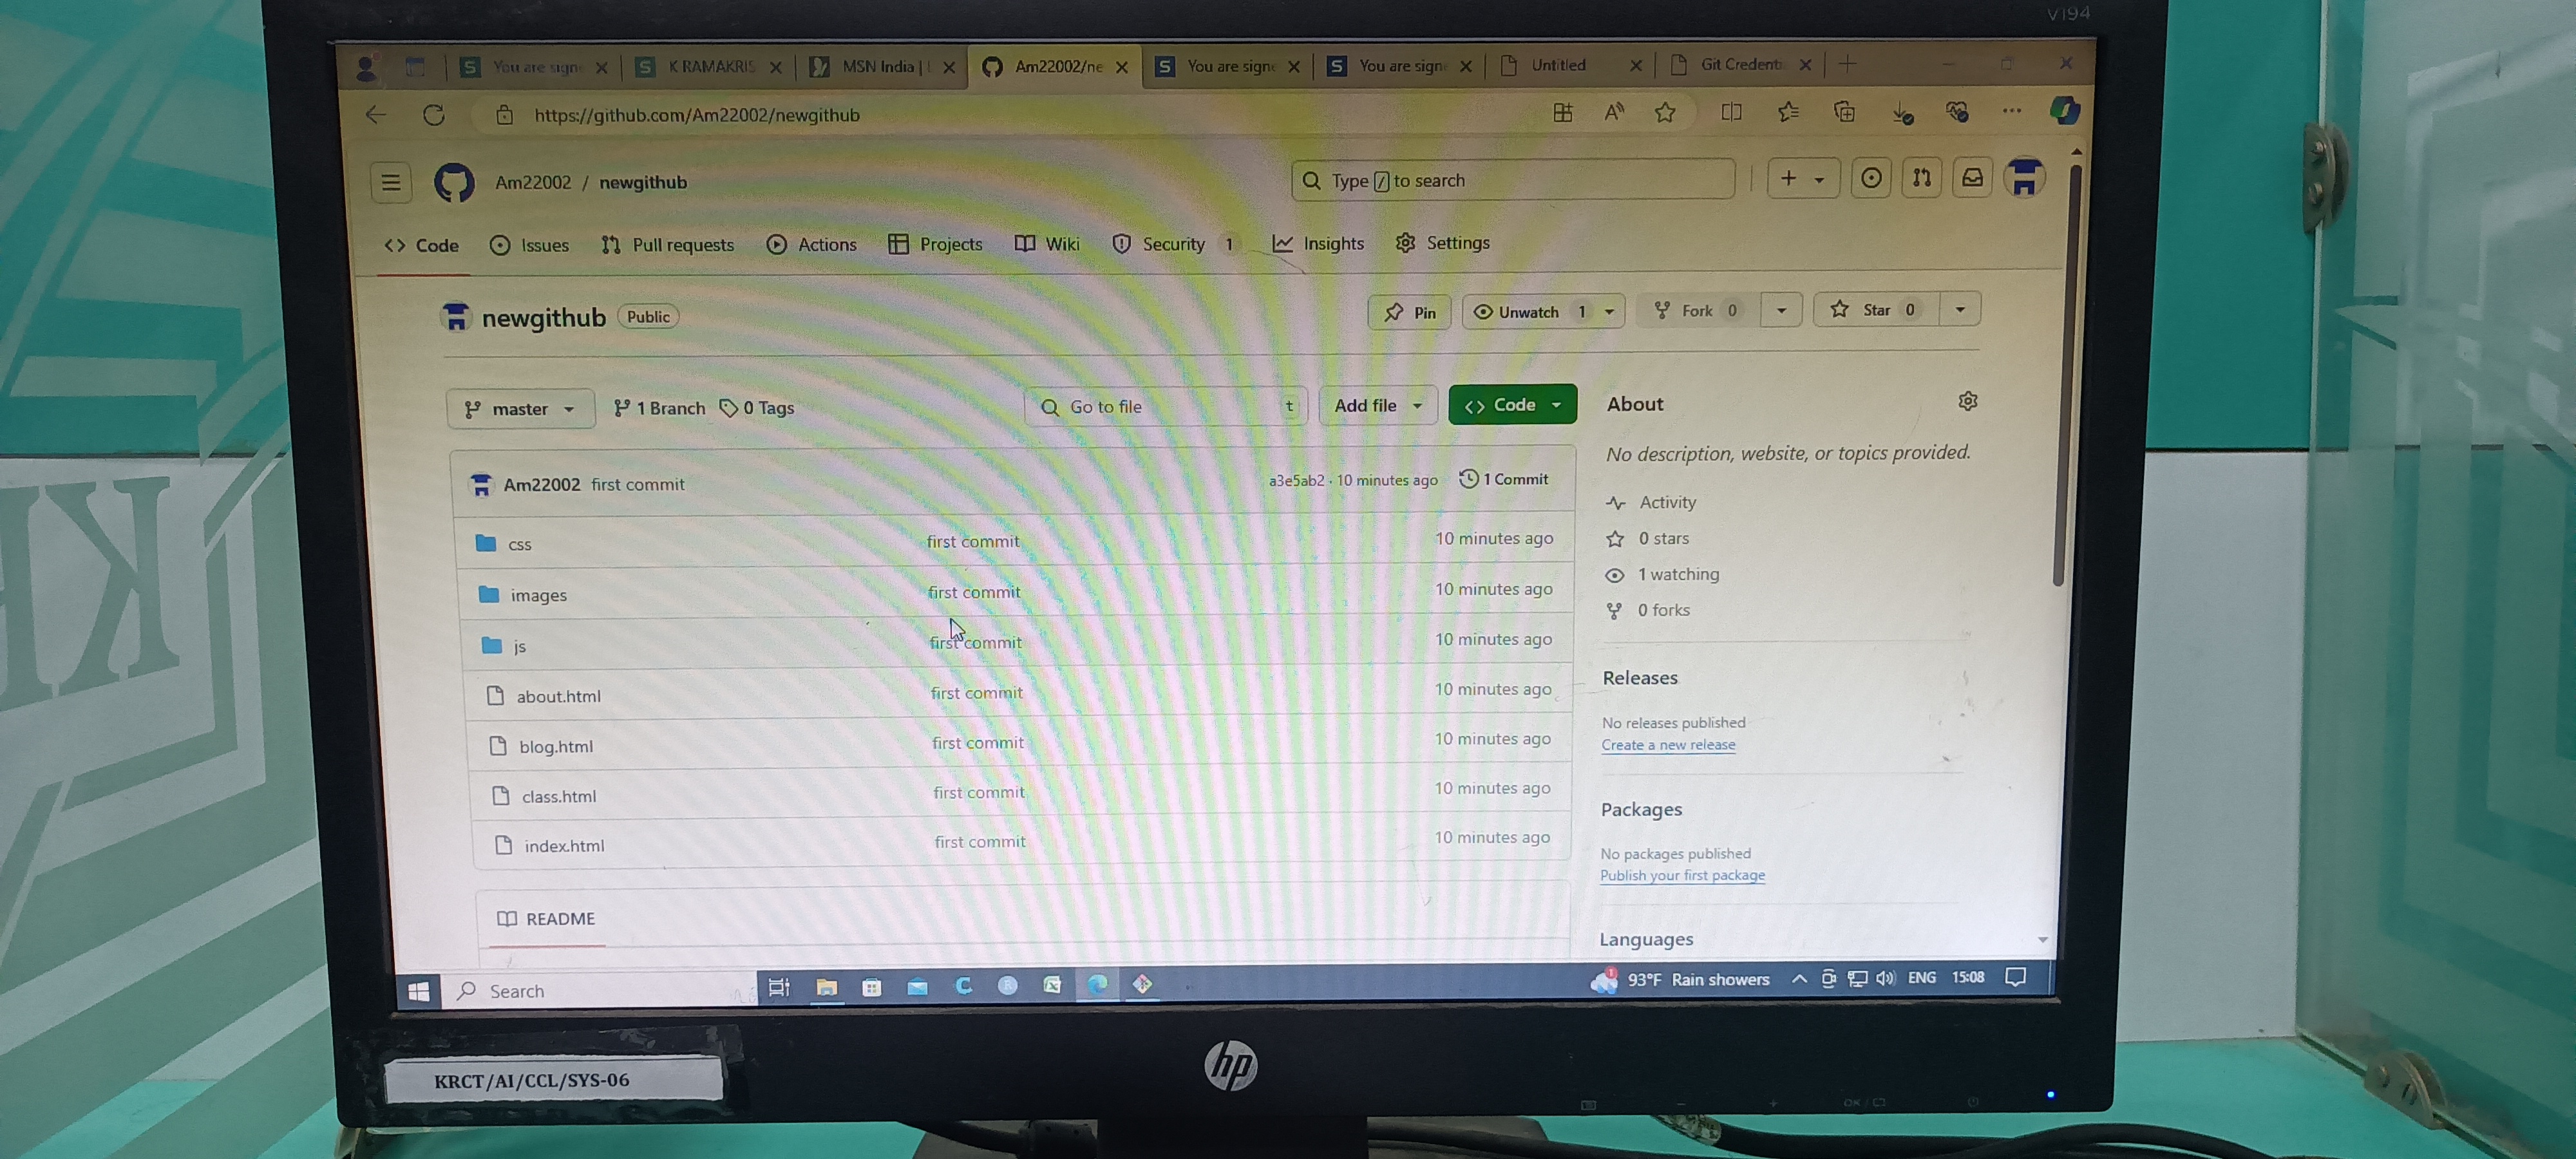 V194
You are signe
K RAMAKRIS
MSN India |
Am22002/ne
You are signe
You are sign
Untitled
Git Credenti
https://github.com/Am22002/newgithub
Am22002 / newgithub
Type / to search
Code
Issues
Pull requests
Actions
Projects
Wiki
Security 1
Insights
Settings
newgithub Public
Pin
Unwatch 1
Fork 0
Star 0
master
1 Branch
0 Tags
Go to file t
Add file
Code
About
No description, website, or topics provided.
Am22002 first commit
a3e5ab2 · 10 minutes ago
1 Commit
css first commit 10 minutes ago
images first commit 10 minutes ago
js first commit 10 minutes ago
about.html first commit 10 minutes ago
blog.html first commit 10 minutes ago
class.html first commit 10 minutes ago
index.html first commit 10 minutes ago
README
Activity
0 stars
1 watching
0 forks
Releases
No releases published
Create a new release
Packages
No packages published
Publish your first package
Languages
Search
93°F Rain showers
ENG
15:08
hp
KRCT/AI/CCL/SYS-06
OK